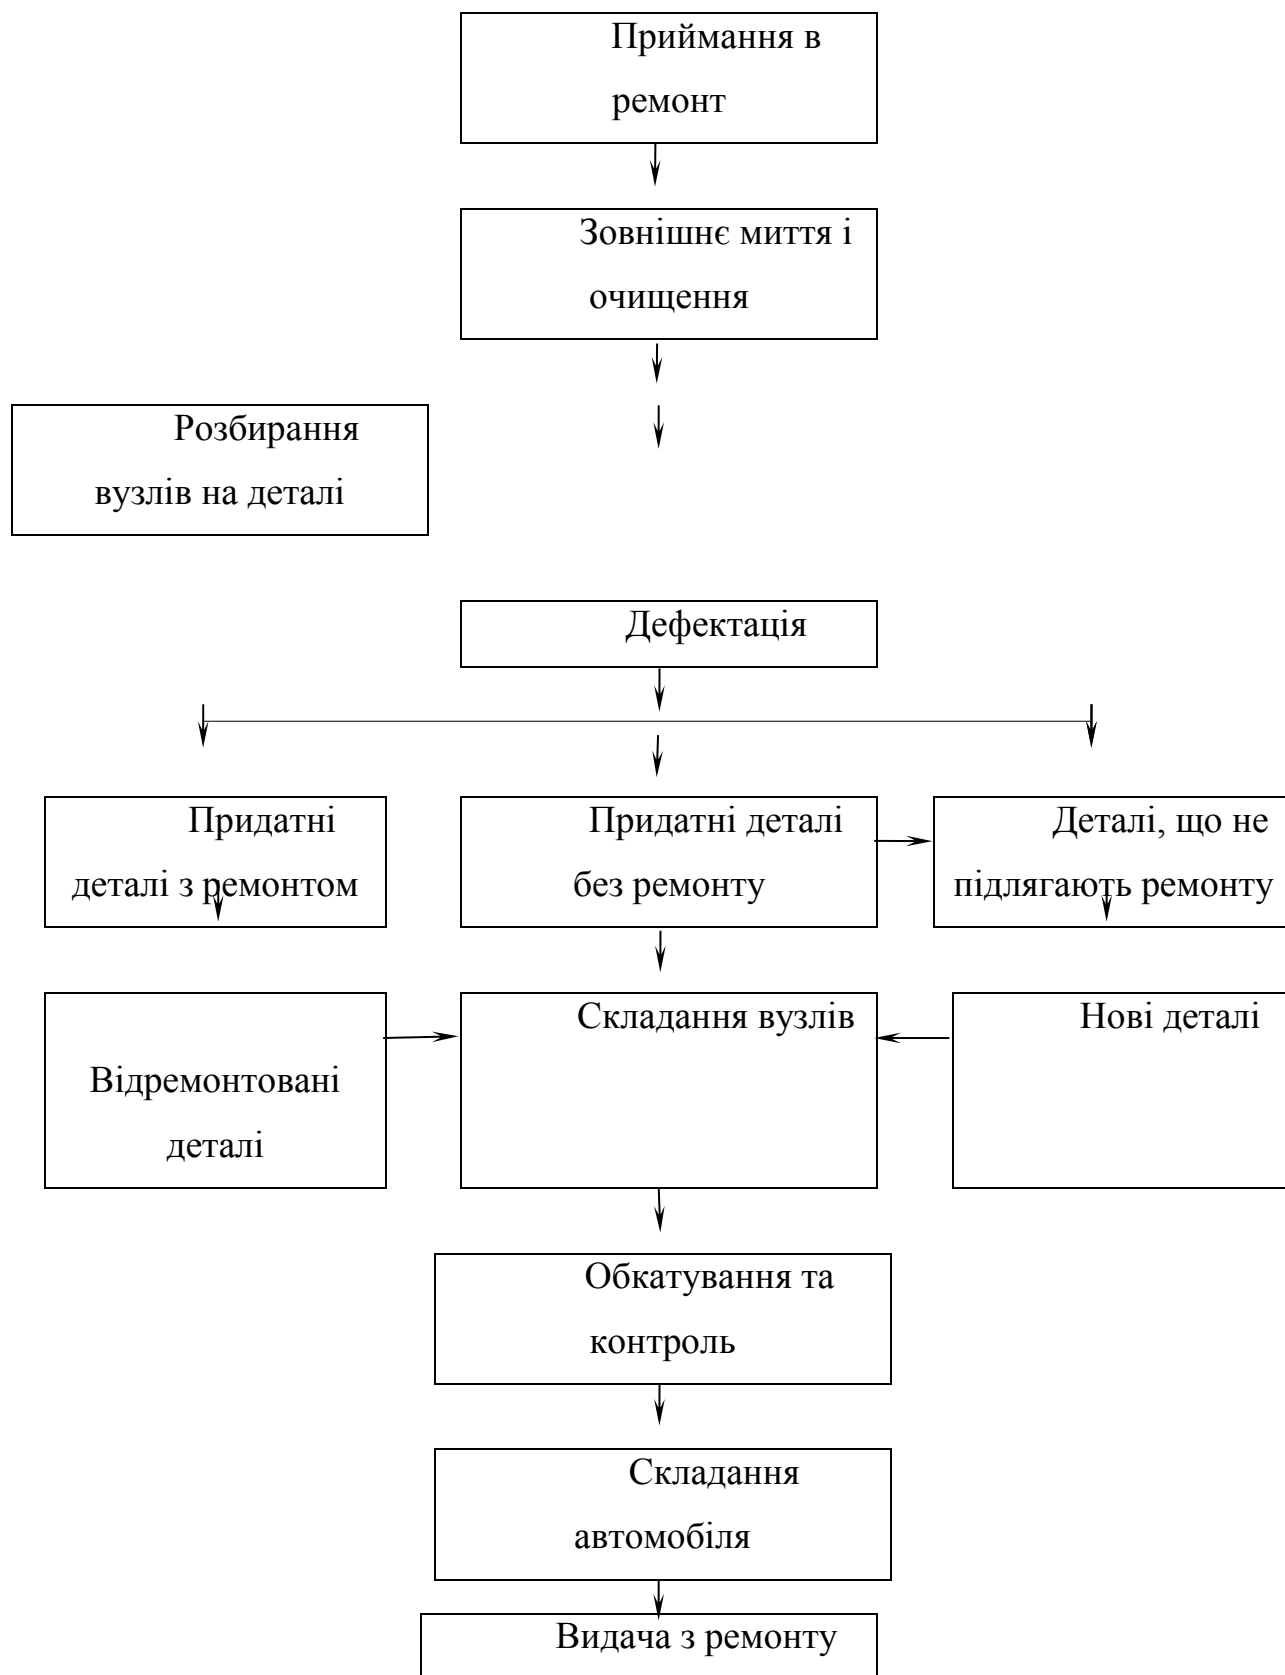 Приймання в
ремонт
Зовнішнє миття і
очищення
Розбирання
вузлів на деталі
Дефектація
Придатні
деталі з ремонтом
Придатні деталі
без ремонту
Деталі, що не
підлягають ремонту
Відремонтовані
деталі
Складання вузлів
Нові деталі
Обкатування та
контроль
Складання
автомобіля
Видача з ремонту